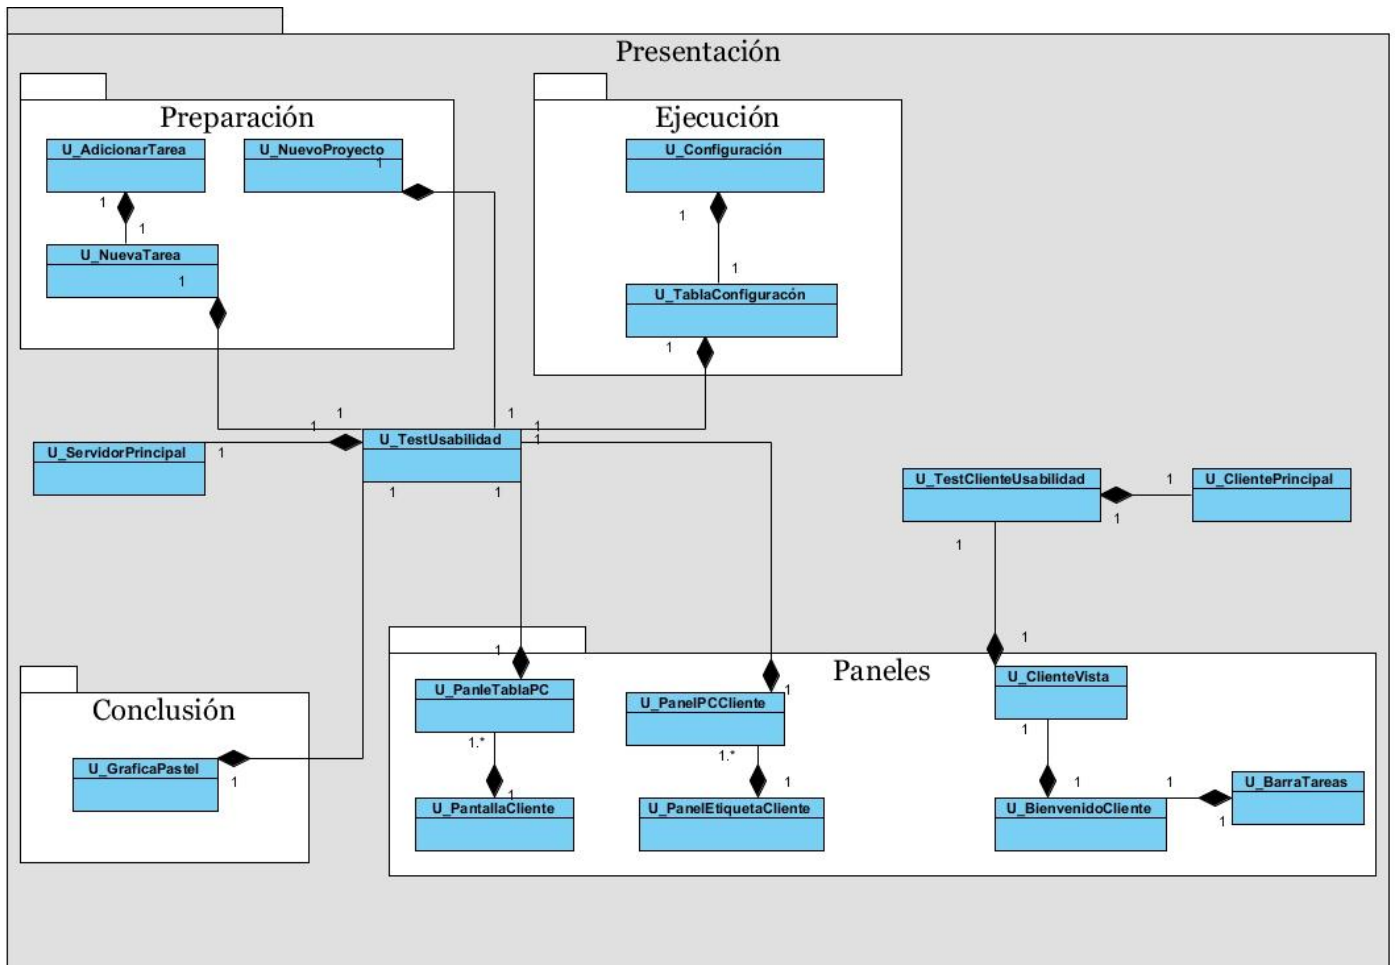 Presentación
Preparación
Ejecución
U_AdicionarTarea
U_NuevoProyecto
1
U_Configuración
1
1
1
1
U_NuevaTarea
1
U_TablaConfiguracón
1
1
1
1
1
1
1
U_TestUsabilidad
U_ServidorPrincipal
1
1
1
U_TestClienteUsabilidad
1
U_ClientePrincipal
1
1
1
1
Paneles
U_PanleTablaPC
U_PanelPCCliente
1
U_ClienteVista
Conclusión
1.*
1.*
1
U_GraficaPastel
1
1
1
1
1
U_BarraTareas
U_PantallaCliente
U_PanelEtiquetaCliente
U_BienvenidoCliente
1